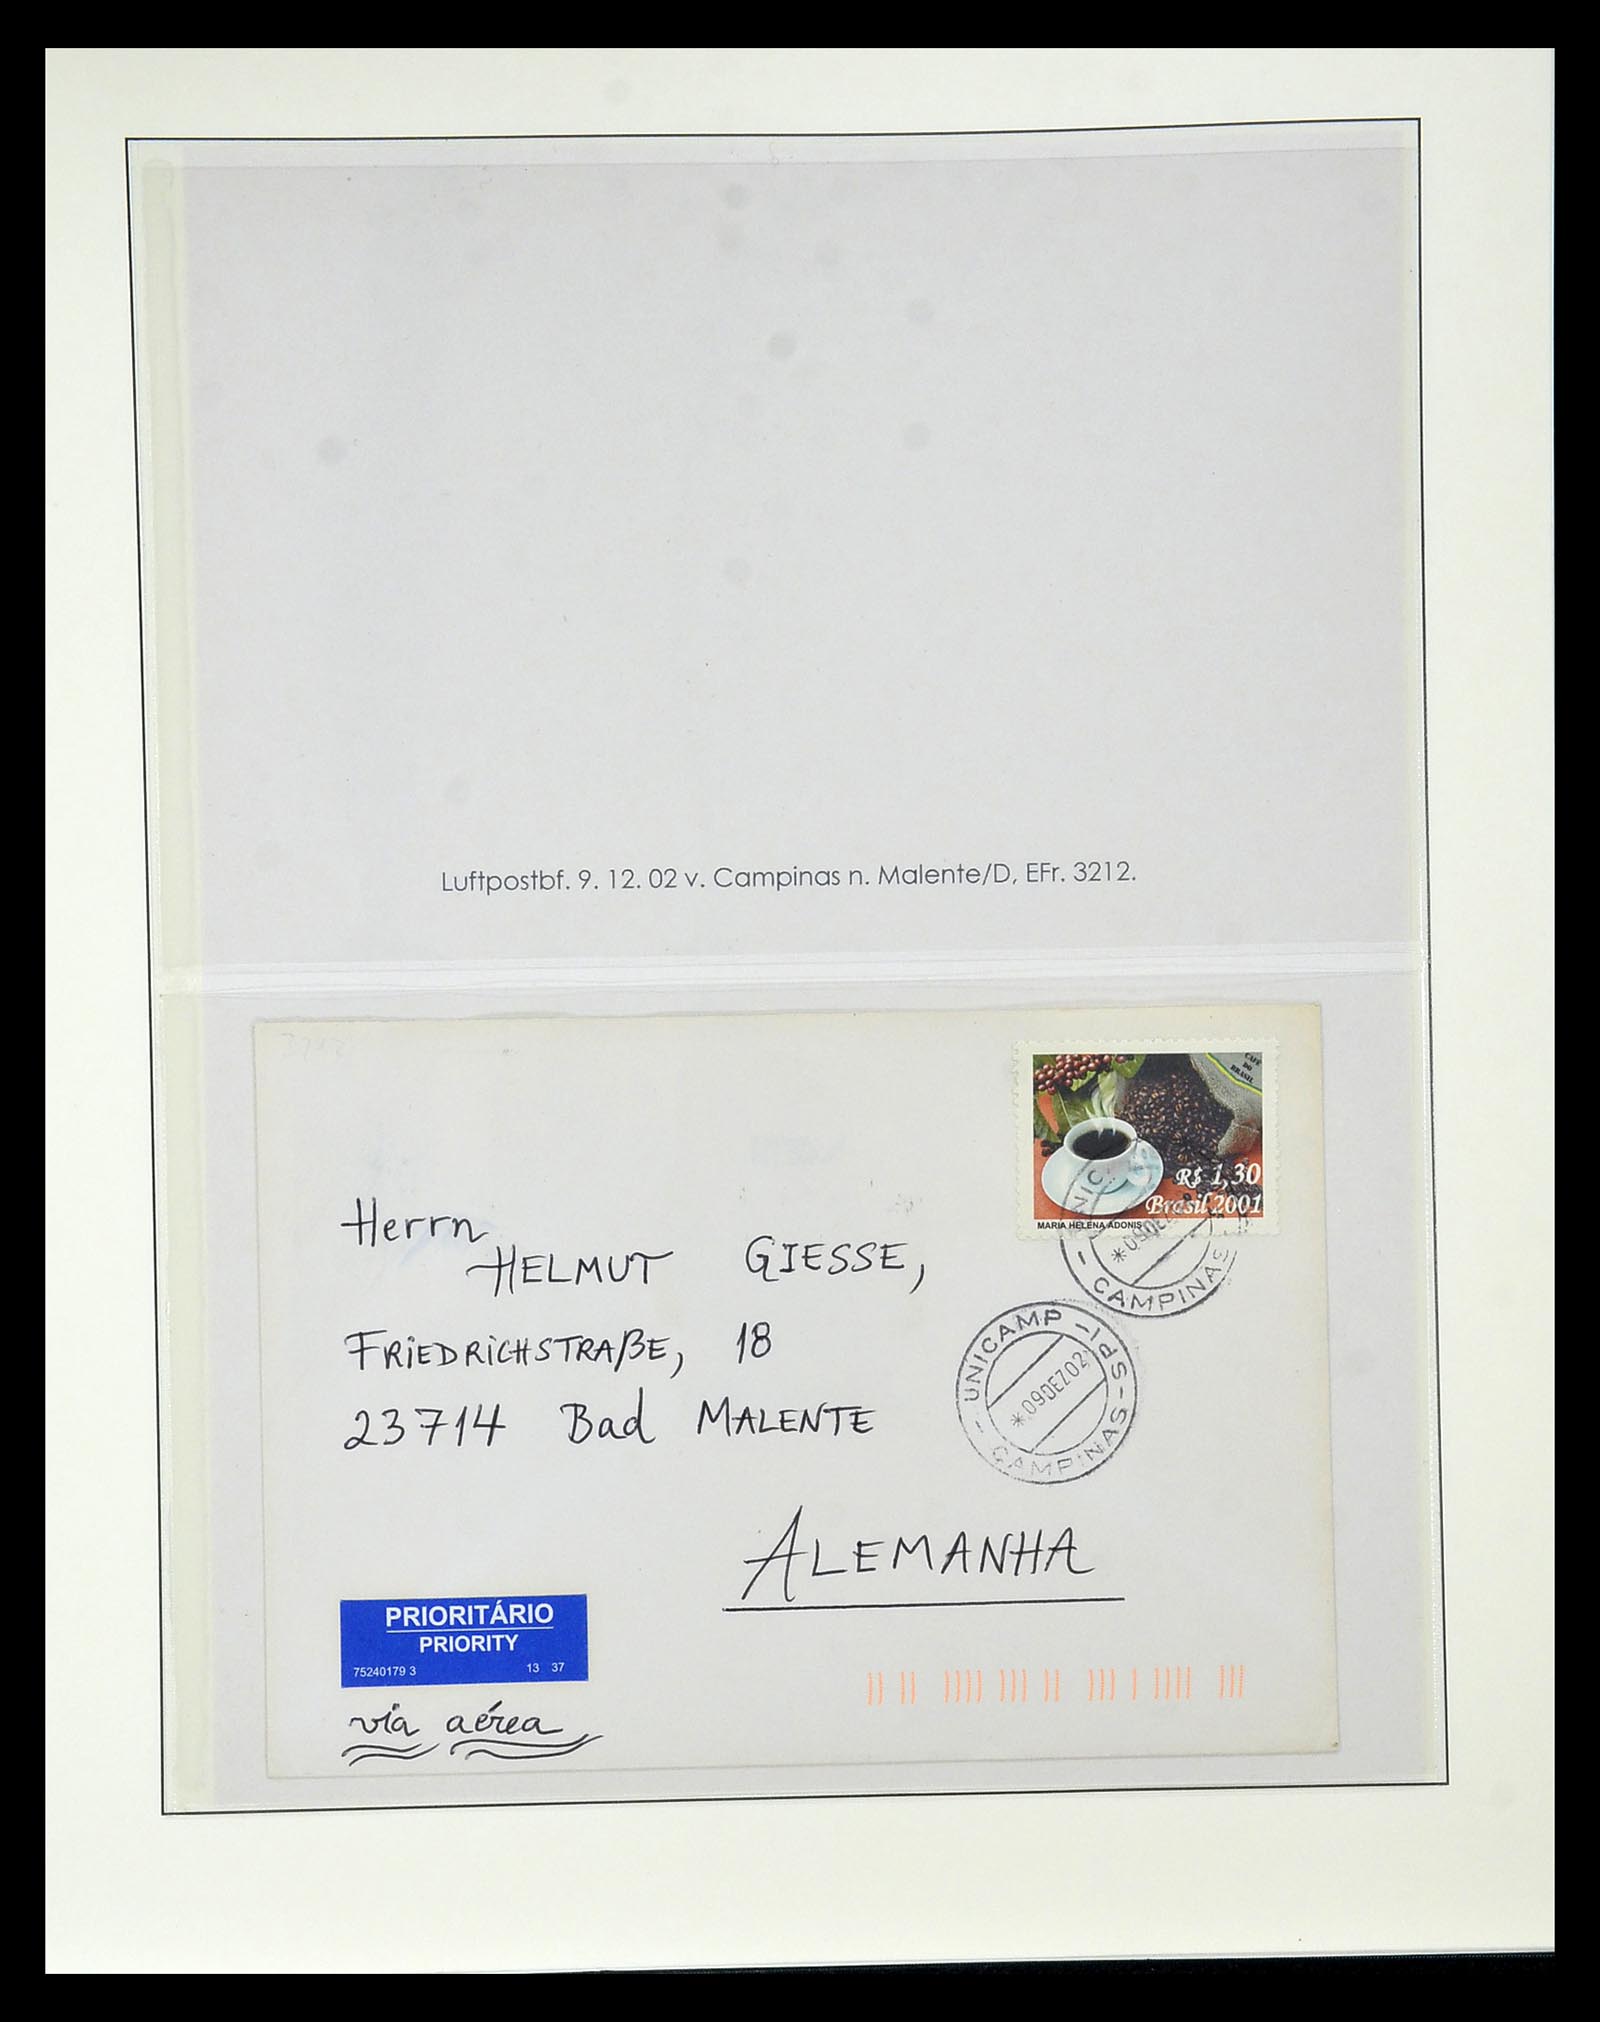 Luftpostbf. 9. 12. 02 v. Campinas n. Malente/D, EFr. 3212.
CAFÉ
DO
BRASIL
R$ 1,30
Brasil 2001
MARIA HELENA ADONIS
CAMPINAS
Herrn
HELMUT GIESSE,
FRiEDRiCHSTRAßE, 18
23714 Bad MALENTE
UNICAMP - SP
*09DEZ02
CAMPINAS
ALEMANHA
PRIORITÁRIO
PRIORITY
75240179 3 13 37
via aérea